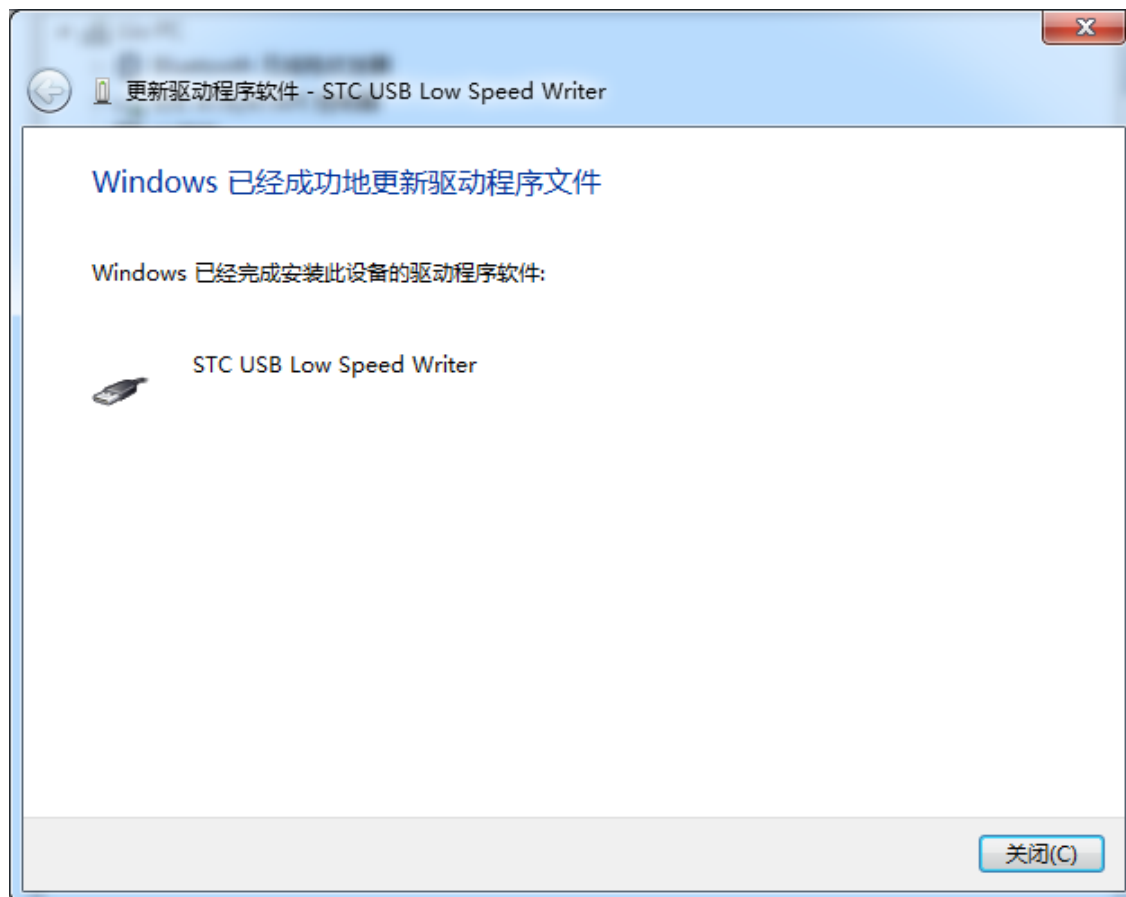 更新驱动程序软件 - STC USB Low Speed Writer
Windows 已经成功地更新驱动程序文件
Windows 已经完成安装此设备的驱动程序软件:
STC USB Low Speed Writer
关闭(C)